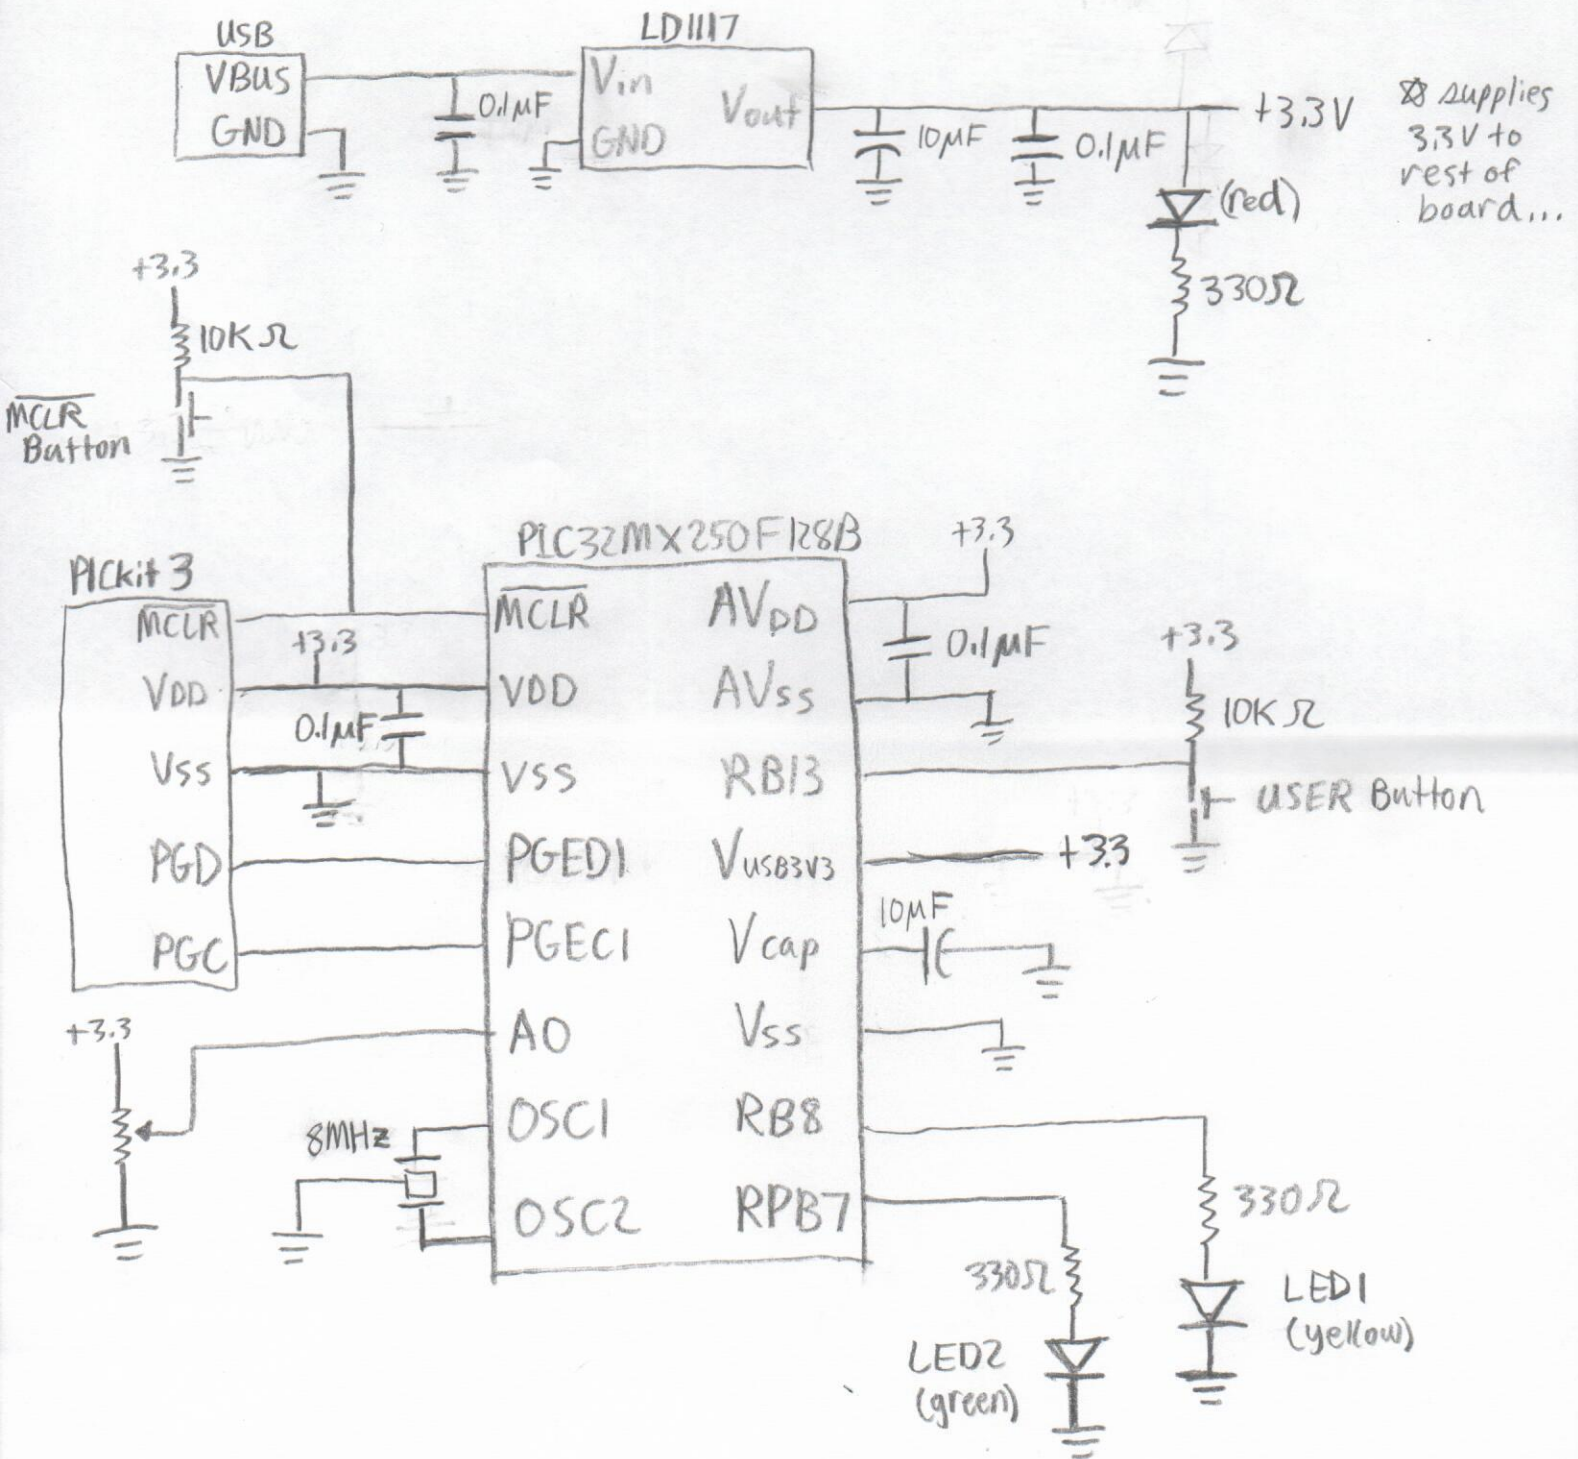 USB
VBUS
GND
0.1µF
LD1117
Vin
GND
Vout
10µF
0.1µF
+3.3V
supplies
3.3V to
rest of
board...
(red)
330Ω
+3.3
10KΩ
MCLR
Button
PICkit 3
MCLR
VDD
VSS
PGD
PGC
+3.3
0.1µF
PIC32MX250F128B
MCLR
VDD
VSS
PGED1
PGEC1
A0
OSC1
OSC2
AVDD
AVSS
RB13
VUSB3V3
Vcap
VSS
RB8
RPB7
+3.3
0.1µF
+3.3
10KΩ
USER Button
+3.3
10µF
+3.3
8MHz
330Ω
LED1
(yellow)
330Ω
LED2
(green)